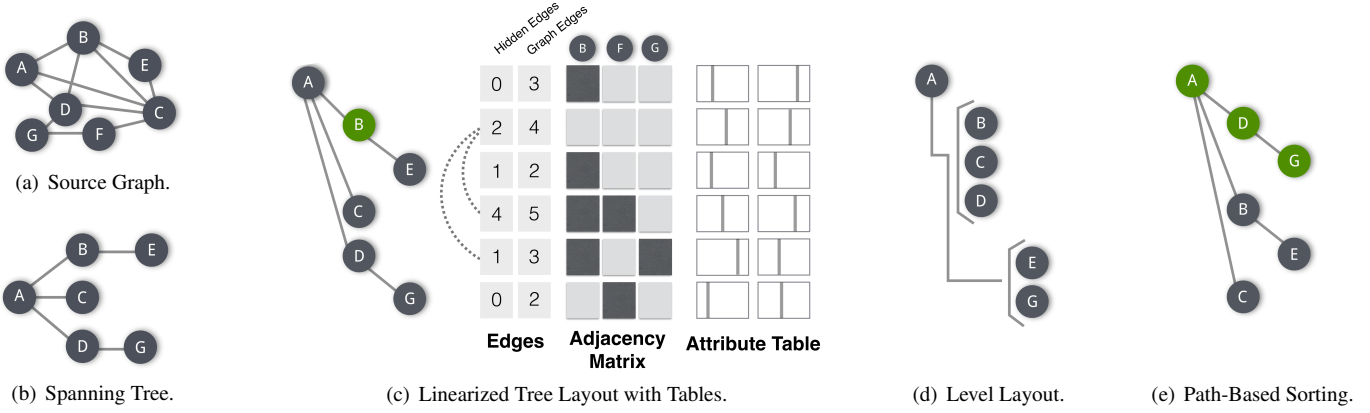 B
A
E
D
C
G
F
(a) Source Graph.
B
E
A
C
D
G
(b) Spanning Tree.
Hidden Edges
Graph Edges
B F G
A
0 3
B
2 4
E
1 2
C
4 5
D
1 3
G
0 2
Edges
Adjacency
Matrix
Attribute Table
(c) Linearized Tree Layout with Tables.
A
B
C
D
E
G
(d) Level Layout.
A
D
G
B
E
C
(e) Path-Based Sorting.